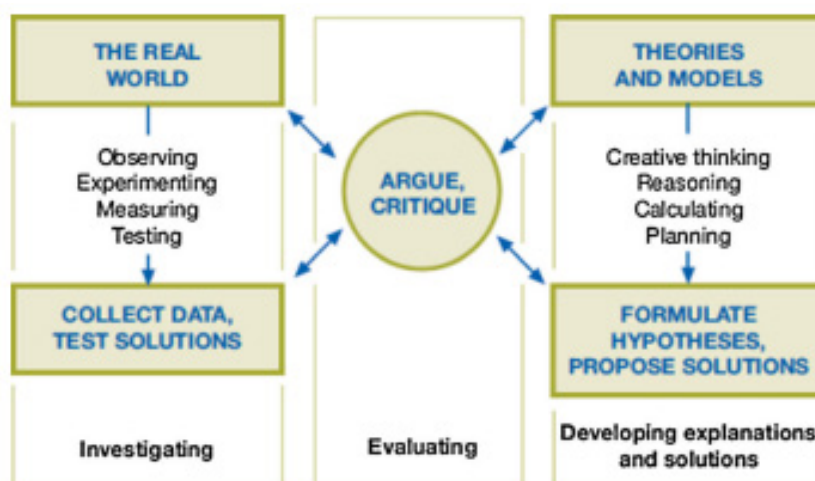 THE REAL
WORLD
Observing
Experimenting
Measuring
Testing
COLLECT DATA,
TEST SOLUTIONS
Investigating
ARGUE,
CRITIQUE
Evaluating
THEORIES
AND MODELS
Creative thinking
Reasoning
Calculating
Planning
FORMULATE
HYPOTHESES,
PROPOSE SOLUTIONS
Developing explanations
and solutions